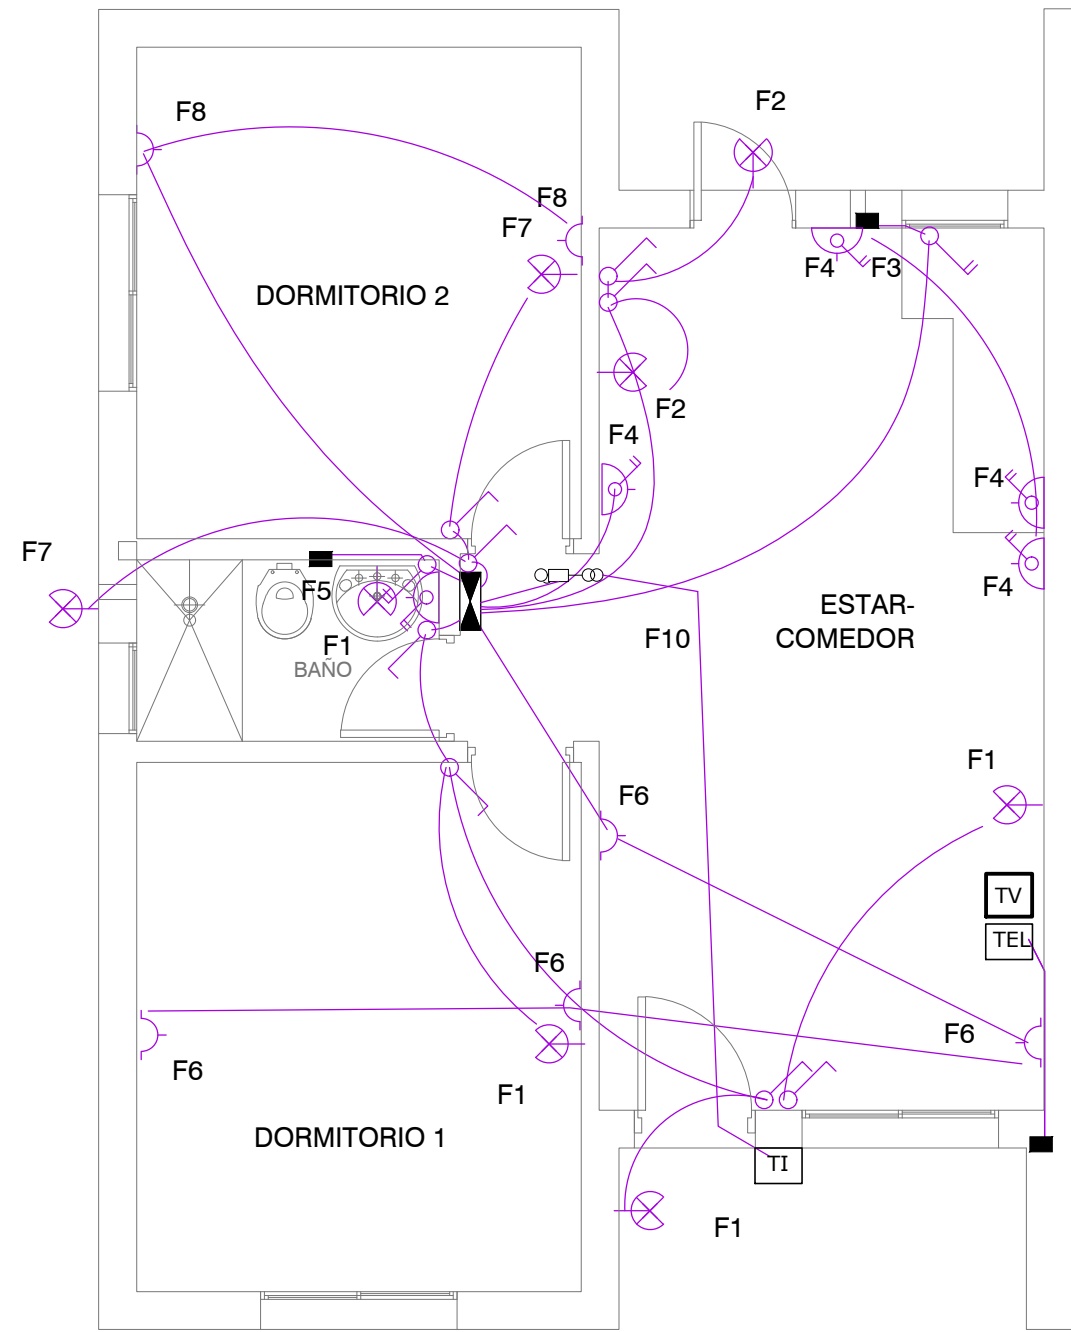 F2
F8
F8
F7
F4
F3
DORMITORIO 2
F2
F4
F4
F7
F5
F4
ESTAR-
COMEDOR
F1
F10
BAÑO
F1
F6
TV
TEL
F6
F6
F6
F1
DORMITORIO 1
TI
F1